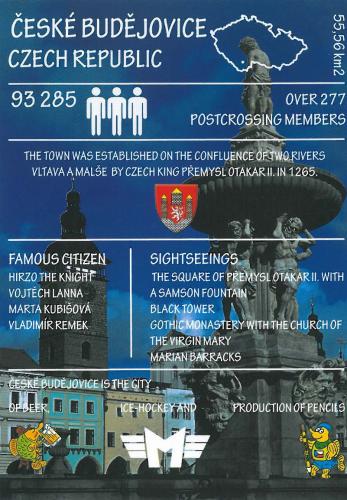 ČESKÉ BUDĚJOVICE
CZECH REPUBLIC
55,56 km2
93 285
OVER 277
POSTCROSSING MEMBERS
THE TOWN WAS ESTABLISHED ON THE CONFLUENCE OF TWO RIVERS
VLTAVA A MALŠE BY CZECH KING PŘEMYSL OTAKAR II. IN 1265.
FAMOUS CITIZEN
HIRZO THE KNIGHT
VOJTĚCH LANNA
MARTA KUBIŠOVÁ
VLADIMÍR REMEK
SIGHTSEEINGS
THE SQUARE OF PŘEMYSL OTAKAR II. WITH
A SAMSON FOUNTAIN
BLACK TOWER
GOTHIC MONASTERY WITH THE CHURCH OF
THE VIRGIN MARY
MARIAN BARRACKS
ČESKÉ BUDĚJOVICE IS THE CITY
OF BEER, ICE-HOCKEY AND PRODUCTION OF PENCILS
M